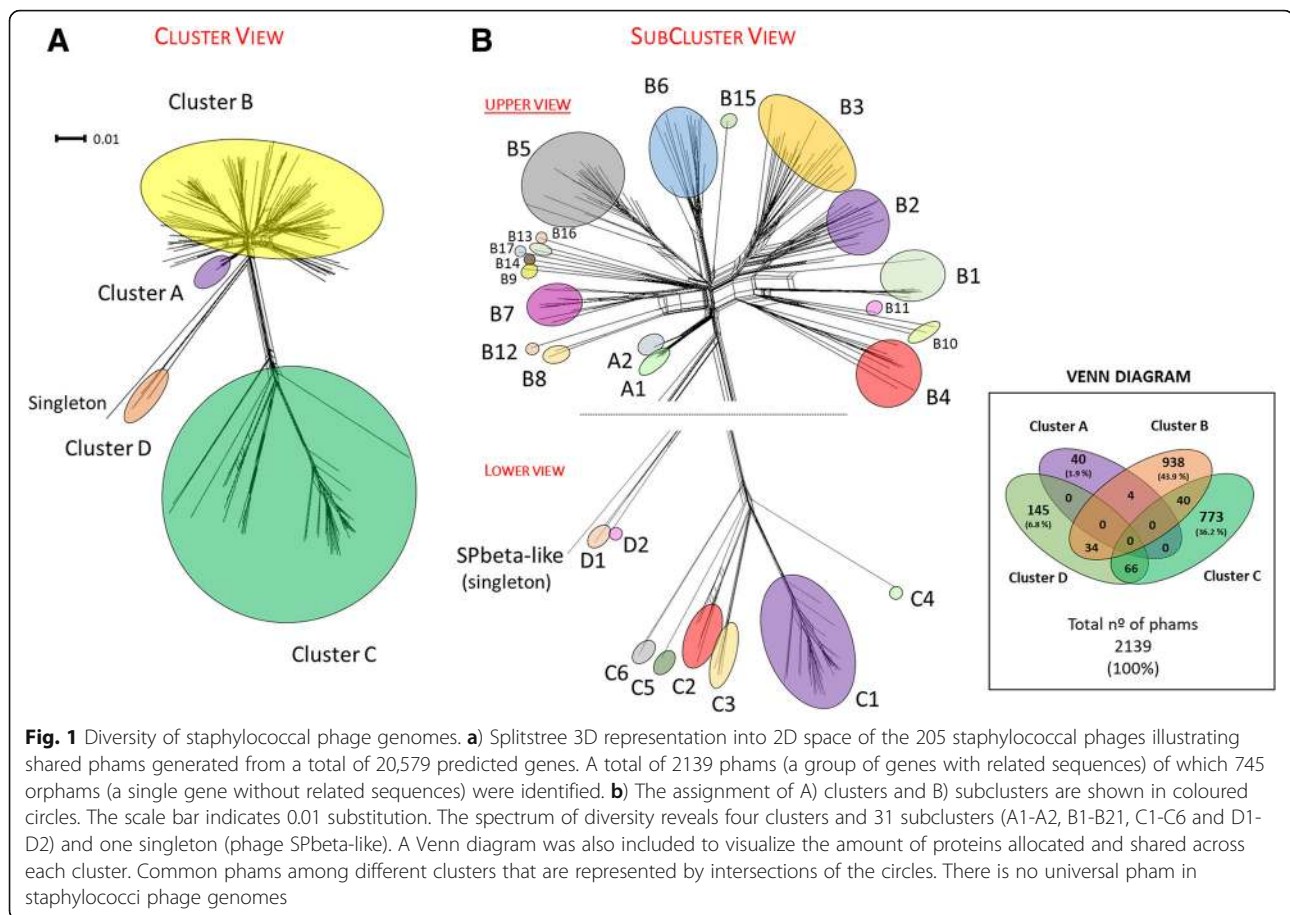 A
CLUSTER VIEW
Cluster B
0.01
Cluster A
Singleton
Cluster D
Cluster C
B
SUBCLUSTER VIEW
UPPER VIEW
B6
B15
B3
B5
B2
B13
B16
B17
B14
B9
B1
B11
B7
B10
B12
B8
A2
A1
B4
LOWER VIEW
SPbeta-like
(singleton)
D1
D2
C4
C6
C5
C2
C3
C1
VENN DIAGRAM
Cluster A
Cluster B
40
(1.9 %)
938
(43.9 %)
0
4
40
145
(6.8 %)
773
(36.2 %)
0
0
0
34
0
66
Cluster D
Cluster C
Total nº of phams
2139
(100%)
Fig. 1 Diversity of staphylococcal phage genomes. a) Splitstree 3D representation into 2D space of the 205 staphylococcal phages illustrating
shared phams generated from a total of 20,579 predicted genes. A total of 2139 phams (a group of genes with related sequences) of which 745
orphams (a single gene without related sequences) were identified. b) The assignment of A) clusters and B) subclusters are shown in coloured
circles. The scale bar indicates 0.01 substitution. The spectrum of diversity reveals four clusters and 31 subclusters (A1-A2, B1-B21, C1-C6 and D1-
D2) and one singleton (phage SPbeta-like). A Venn diagram was also included to visualize the amount of proteins allocated and shared across
each cluster. Common phams among different clusters that are represented by intersections of the circles. There is no universal pham in
staphylococci phage genomes